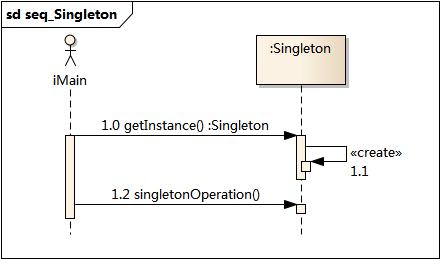 sd seq_Singleton
iMain
:Singleton
1.0 getInstance() :Singleton
«create»
1.1
1.2 singletonOperation()